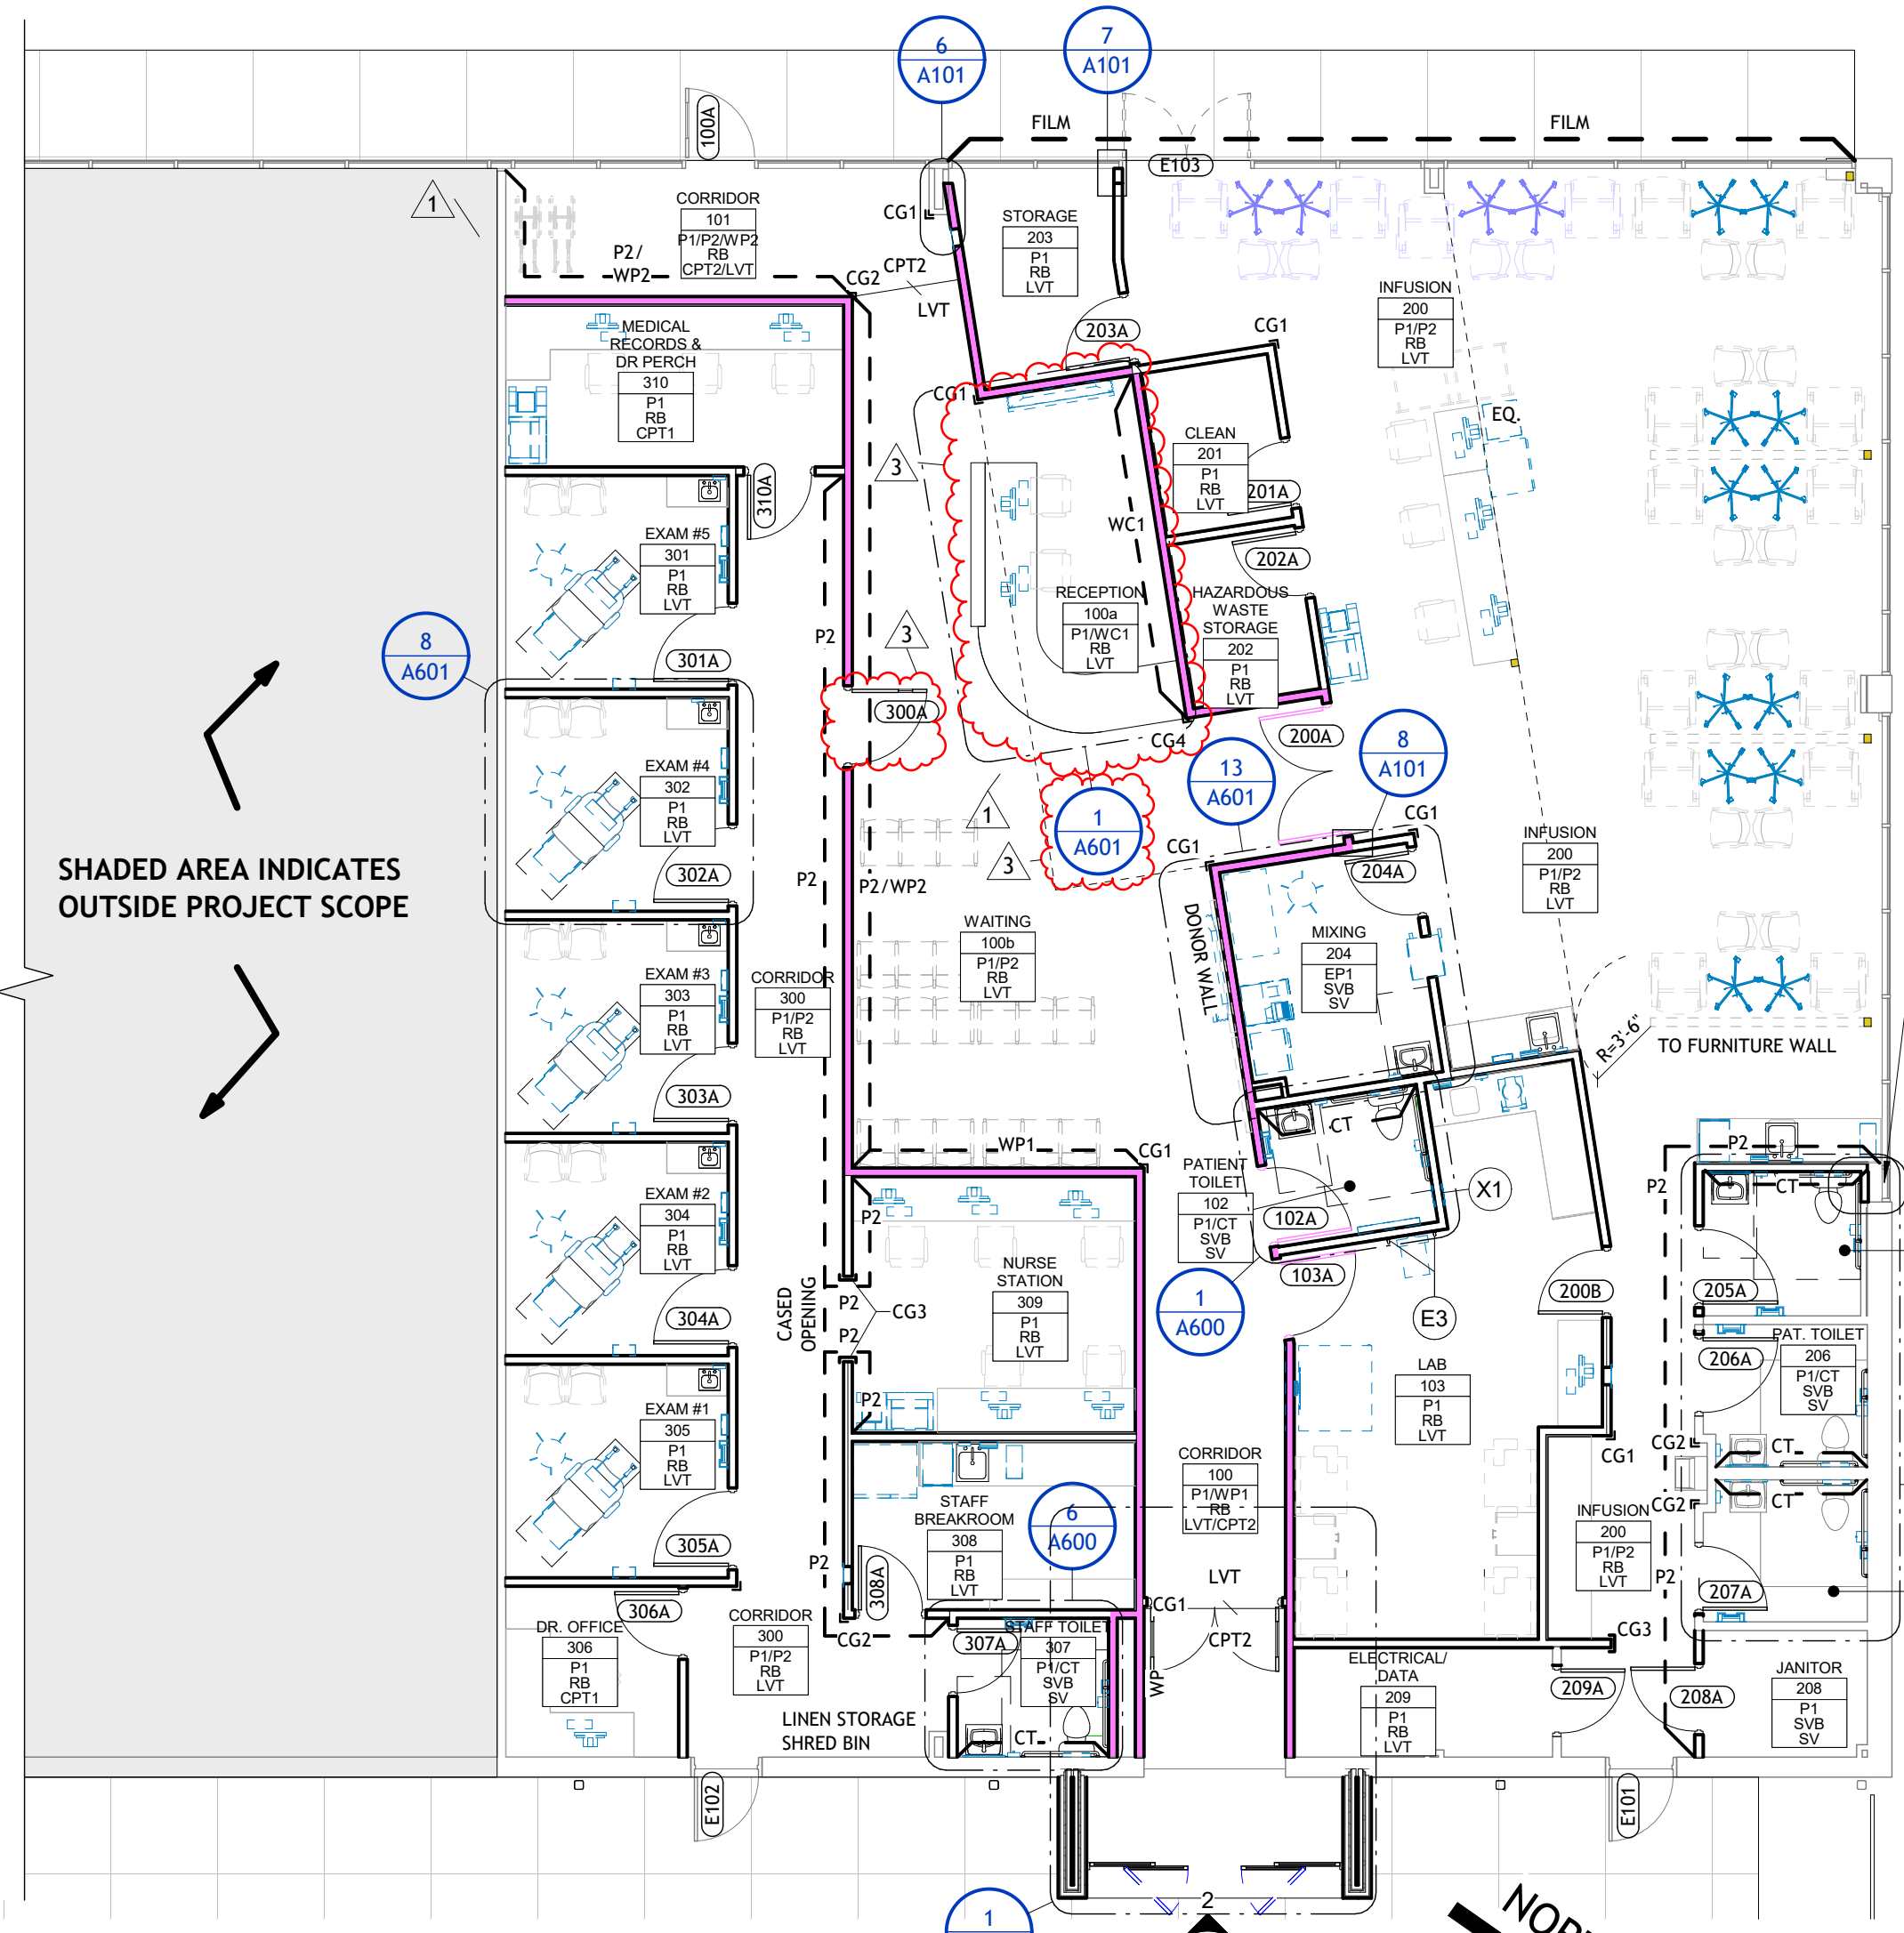 6
A101
7
A101
FILM
FILM
100A
E103
1
CORRIDOR
101
P1/P2/WP2
RB
CPT2/LVT
P2/
WP2
CG1
STORAGE
203
P1
RB
LVT
CG2
CPT2
LVT
INFUSION
200
P1/P2
RB
LVT
203A
CG1
MEDICAL
RECORDS &
DR PERCH
310
P1
RB
CPT1
CG1
EQ.
3
CLEAN
201
P1
RB
LVT
201A
310A
WC1
EXAM #5
301
P1
RB
LVT
202A
RECEPTION
100a
P1/WC1
RB
LVT
HAZARDOUS
WASTE
STORAGE
202
P1
RB
LVT
8
A601
P2
3
301A
300A
CG4
200A
EXAM #4
302
P1
RB
LVT
13
A601
8
A101
1
1
A601
3
CG1
CG1
SHADED AREA INDICATES
OUTSIDE PROJECT SCOPE
302A
P2
P2/WP2
204A
INFUSION
200
P1/P2
RB
LVT
WAITING
100b
P1/P2
RB
LVT
DONOR WALL
MIXING
204
EP1
SVB
SV
EXAM #3
303
P1
RB
LVT
CORRIDOR
300
P1/P2
RB
LVT
R=3'-6"
TO FURNITURE WALL
303A
CT
WP1
CG1
P2
P2
CT
PATIENT
TOILET
102
P1/CT
SVB
SV
X1
102A
EXAM #2
304
P1
RB
LVT
P2
NURSE
STATION
309
P1
RB
LVT
103A
CASED
OPENING
P2
P2
CG3
1
A600
E3
200B
205A
304A
PAT. TOILET
206
P1/CT
SVB
SV
206A
LAB
103
P1
RB
LVT
P2
EXAM #1
305
P1
RB
LVT
CORRIDOR
100
P1/WP1
RB
LVT/CPT2
CG1
CG2
CT
STAFF
BREAKROOM
308
P1
RB
LVT
6
A600
CG2
CT
INFUSION
200
P1/P2
RB
LVT
305A
P2
308A
LVT
P2
207A
306A
CG1
CPT2
CG2
CG3
DR. OFFICE
306
P1
RB
CPT1
CORRIDOR
300
P1/P2
RB
LVT
307A
STAFF TOILET
307
P1/CT
SVB
SV
WP
ELECTRICAL/
DATA
209
P1
RB
LVT
209A
208A
JANITOR
208
P1
SVB
SV
LINEN STORAGE
SHRED BIN
CT
E102
E101
1
2